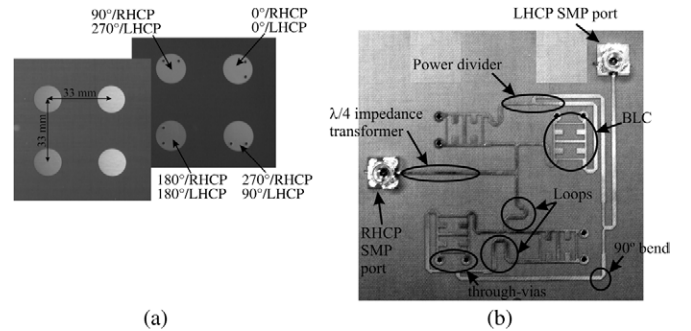 (a)
90°/RHCP
270°/LHCP
0°/RHCP
0°/LHCP
33 mm
33 mm
180°/RHCP
180°/LHCP
270°/RHCP
90°/LHCP
(b)
LHCP SMP port
Power divider
λ/4 impedance
transformer
BLC
Loops
RHCP
SMP
port
90° bend
through-vias
(a)
(b)